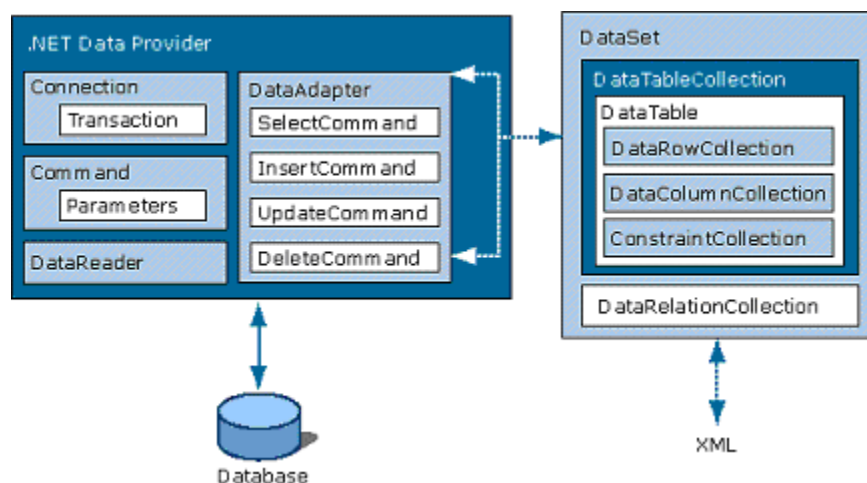 .NET Data Provider
Connection
Transaction
Command
Parameters
DataReader
DataAdapter
SelectCommand
InsertCommand
UpdateCommand
DeleteCommand
Database
DataSet
DataTableCollection
DataTable
DataRowCollection
DataColumnCollection
ConstraintCollection
DataRelationCollection
XML